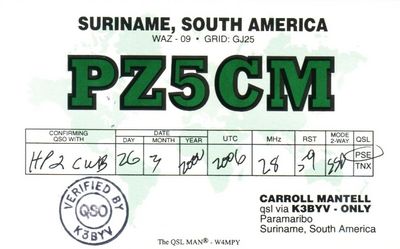 SURINAME, SOUTH AMERICA
WAZ - 09 • GRID: GJ25
PZ5CM
CONFIRMING QSO WITH DATE UTC MHz RST MODE 2-WAY QSL
DAY MONTH YEAR PSE
HP2CWB 26 3 2000 2006 28 59 SSB TNX
VERIFIED BY
QSO
K3BYV
CARROLL MANTELL
qsl via K3BYV - ONLY
Paramaribo
Suriname, South America
The QSL MAN® - W4MPY